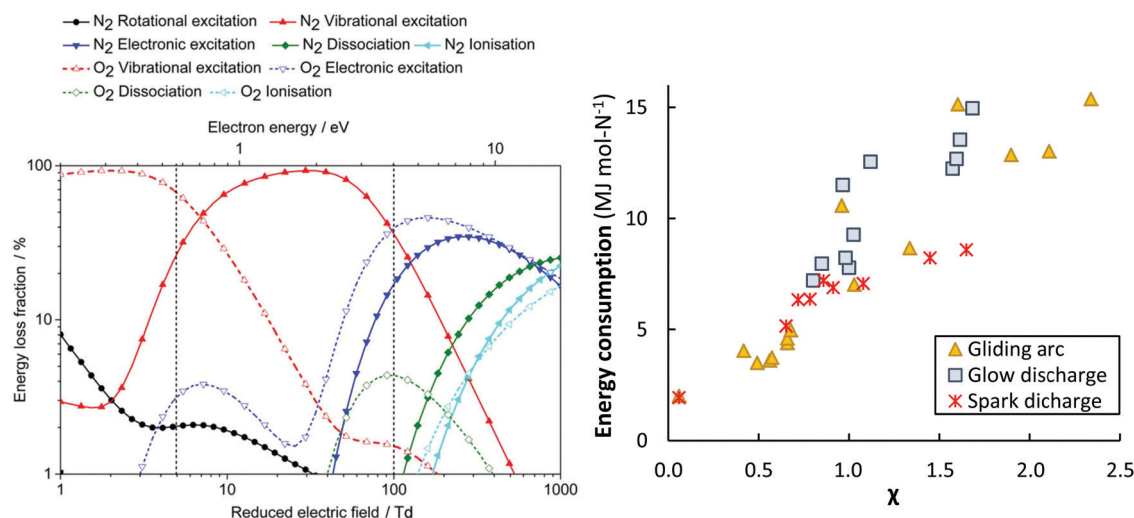 N2 Rotational excitation N2 Vibrational excitation
N2 Electronic excitation N2 Dissociation N2 Ionisation
O2 Vibrational excitation O2 Electronic excitation
O2 Dissociation O2 Ionisation
Electron energy / eV
1 10
100
10
1
Energy loss fraction / %
1 10 100 1000
Reduced electric field / Td
Energy consumption (MJ mol-N⁻¹)
15
10
5
0
0.0 0.5 1.0 1.5 2.0 2.5
χ
Gliding arc
Glow discharge
Spark dicharge